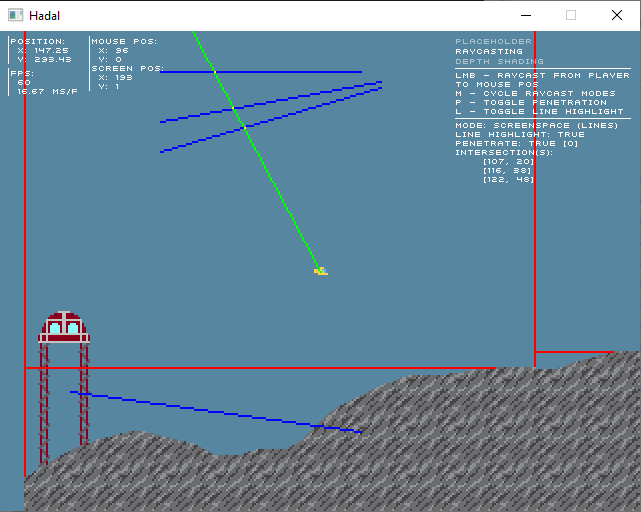 Hadal
POSITION:
X: 147.25
Y: 293.43
FPS:
60
16.67 MS/F
MOUSE POS:
X: 96
Y: 0
SCREEN POS:
X: 193
Y: 1
PLACEHOLDER
RAYCASTING
DEPTH SHADING
LMB - RAYCAST FROM PLAYER
TO MOUSE POS
M - CYCLE RAYCAST MODES
P - TOGGLE PENETRATION
L - TOGGLE LINE HIGHLIGHT
MODE: SCREENSPACE (LINES)
LINE HIGHLIGHT: TRUE
PENETRATE: TRUE [0]
INTERSECTION(S):
[107, 20]
[116, 38]
[122, 48]